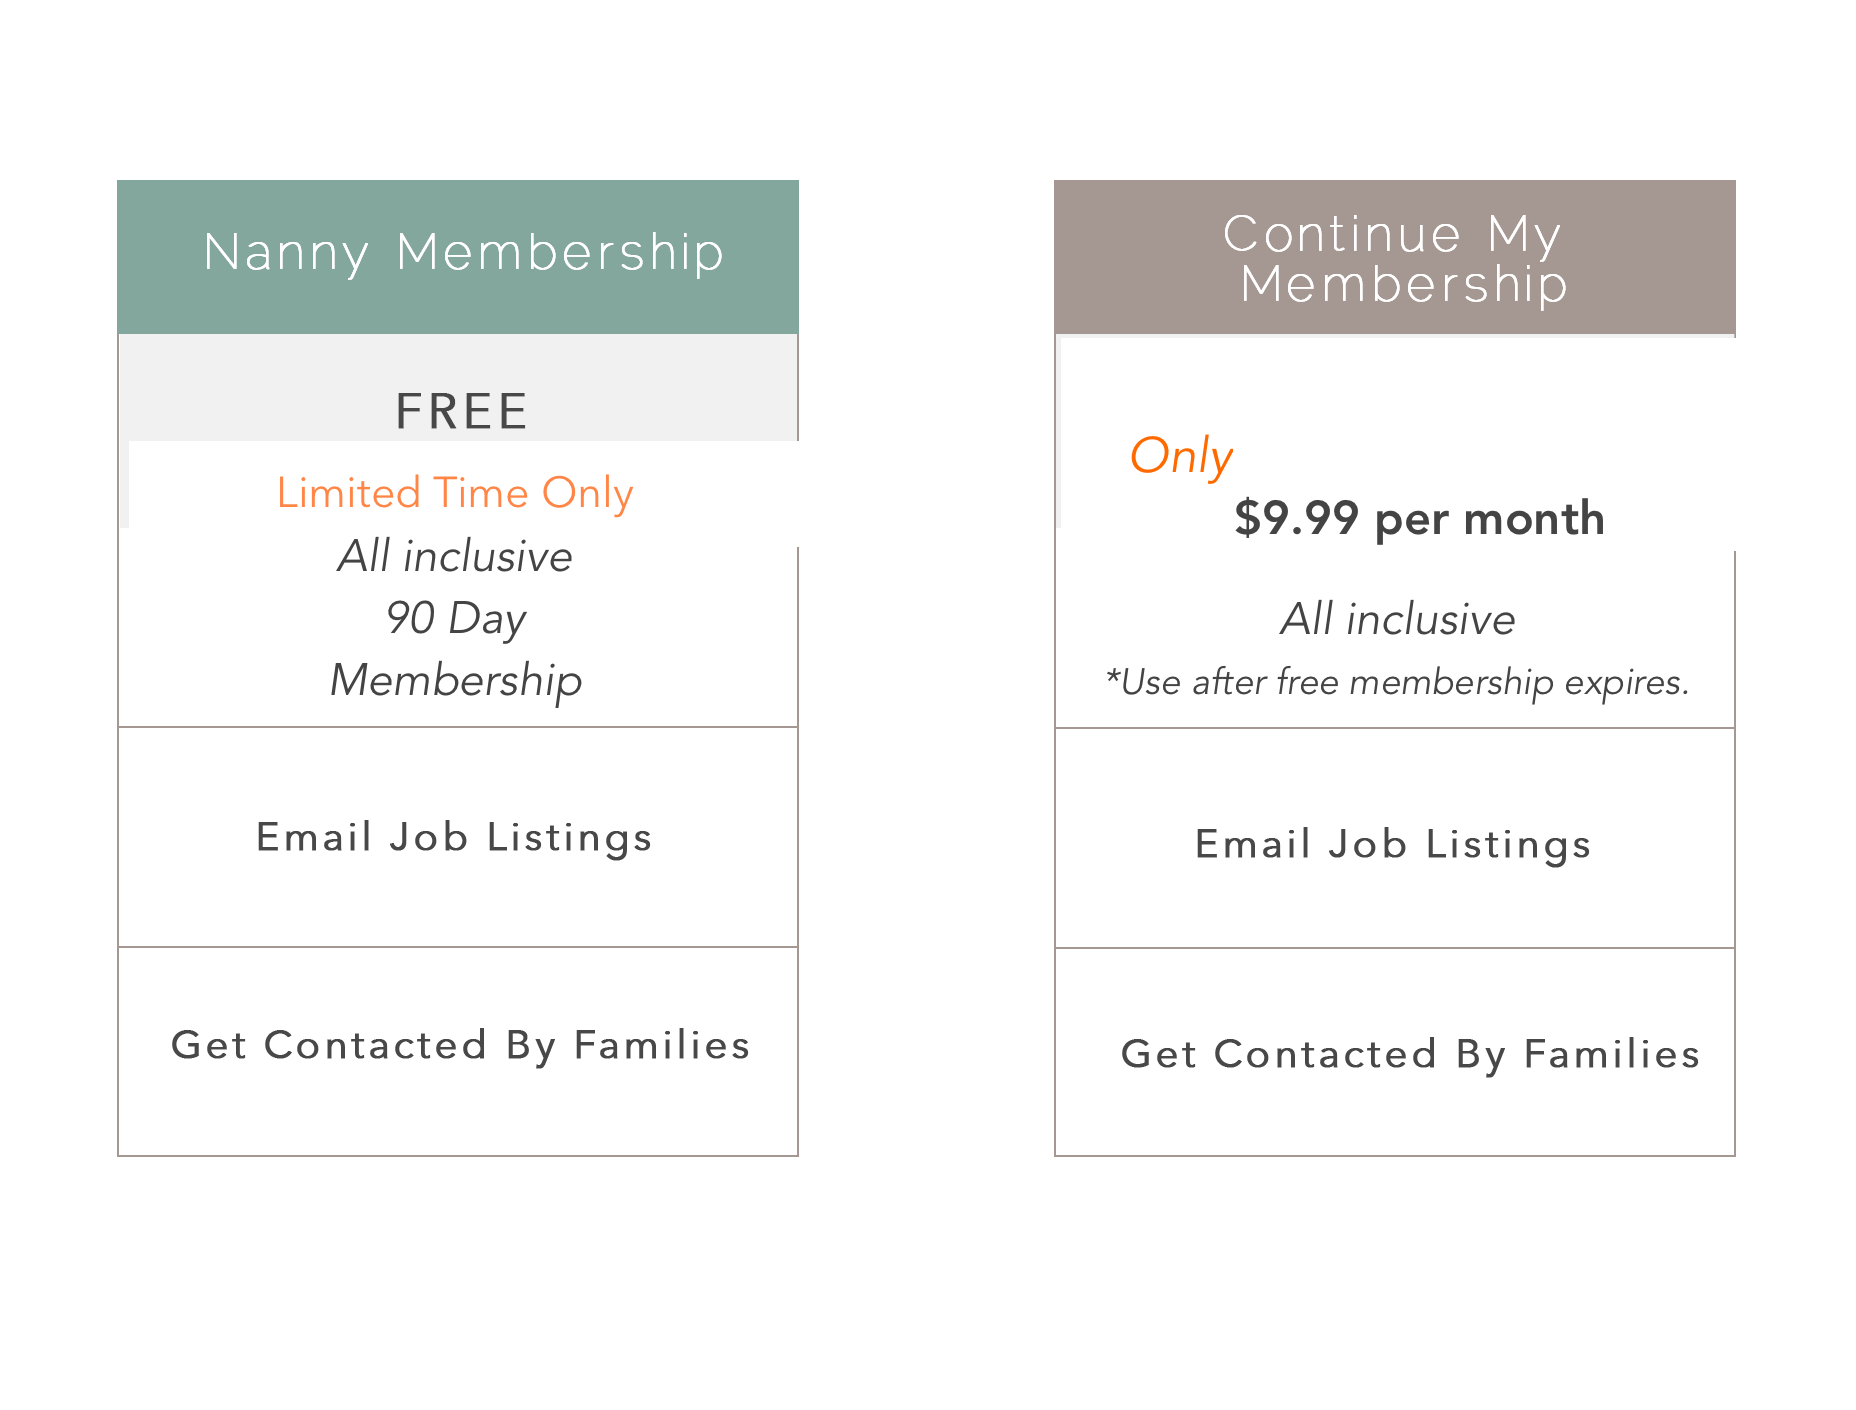 Nanny Membership
FREE
Limited Time Only
All inclusive
90 Day
Membership
Email Job Listings
Get Contacted By Families
Continue My
Membership
Only
$9.99 per month
All inclusive
*Use after free membership expires.
Email Job Listings
Get Contacted By Families